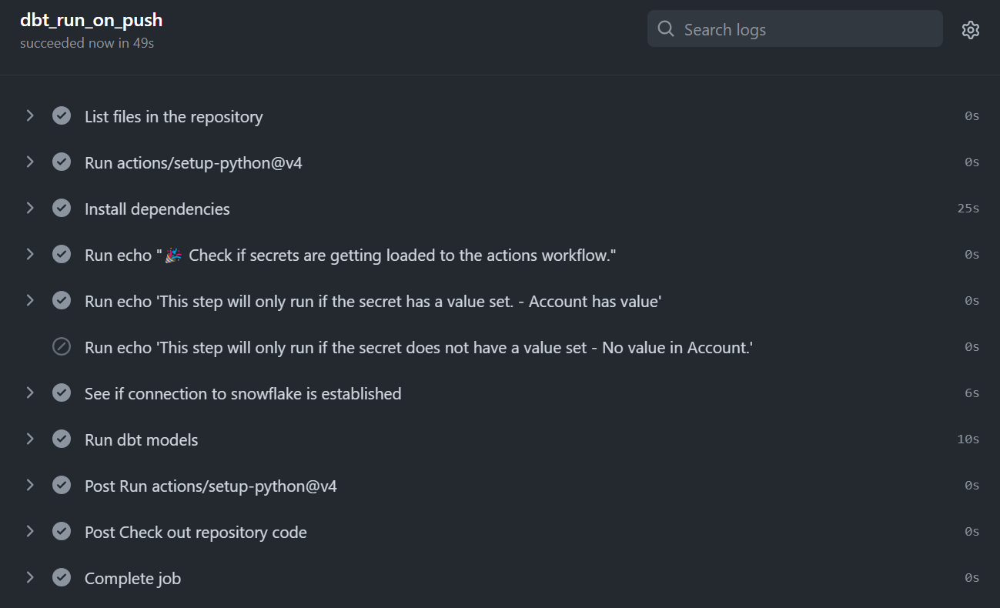 dbt_run_on_push
succeeded now in 49s
Search logs
List files in the repository 0s
Run actions/setup-python@v4 0s
Install dependencies 25s
Run echo "🎉 Check if secrets are getting loaded to the actions workflow." 0s
Run echo 'This step will only run if the secret has a value set. - Account has value' 0s
Run echo 'This step will only run if the secret does not have a value set - No value in Account.' 0s
See if connection to snowflake is established 6s
Run dbt models 10s
Post Run actions/setup-python@v4 0s
Post Check out repository code 0s
Complete job 0s